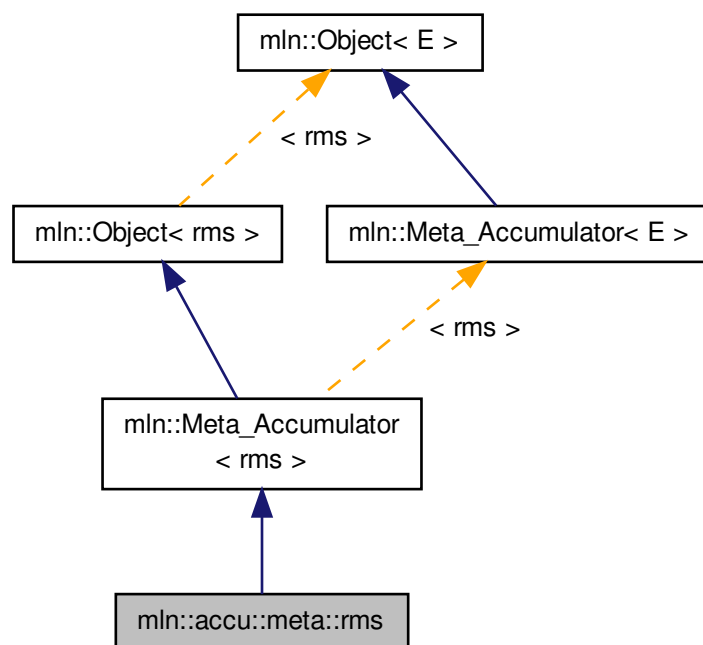 mln::Object< E >
< rms >
mln::Object< rms >
mln::Meta_Accumulator< E >
< rms >
mln::Meta_Accumulator
< rms >
mln::accu::meta::rms